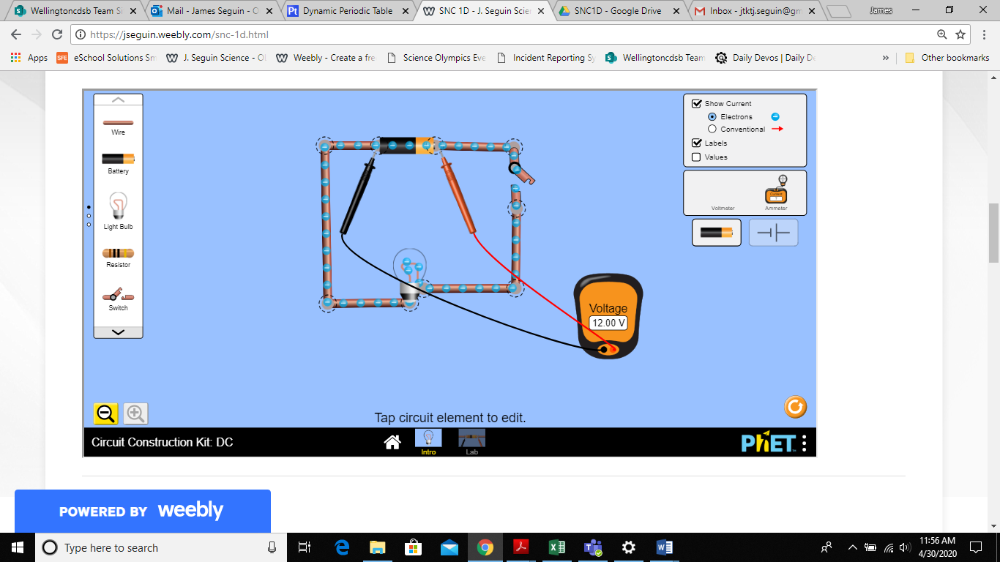 Wellingtoncdsb Team Si
Mail - James Seguin - O
Dynamic Periodic Table
SNC 1D - J. Seguin Scien
SNC1D - Google Drive
Inbox - jtktj.seguin@gm
James
https://jseguin.weebly.com/snc-1d.html
Apps
SFE
eSchool Solutions Sm
J. Seguin Science - O
Weebly - Create a fre
Science Olympics Eve
Incident Reporting Sy
Wellingtoncdsb Team
Daily Devos | Daily De
»
Other bookmarks
Wire
Battery
Light Bulb
Resistor
Switch
Show Current
Electrons
Conventional
Labels
Values
Voltmeter
Current
?
Ammeter
Voltage
12.00 V
Tap circuit element to edit.
Circuit Construction Kit: DC
Intro
Lab
PhET
POWERED BY weebly
Type here to search
11:56 AM
4/30/2020